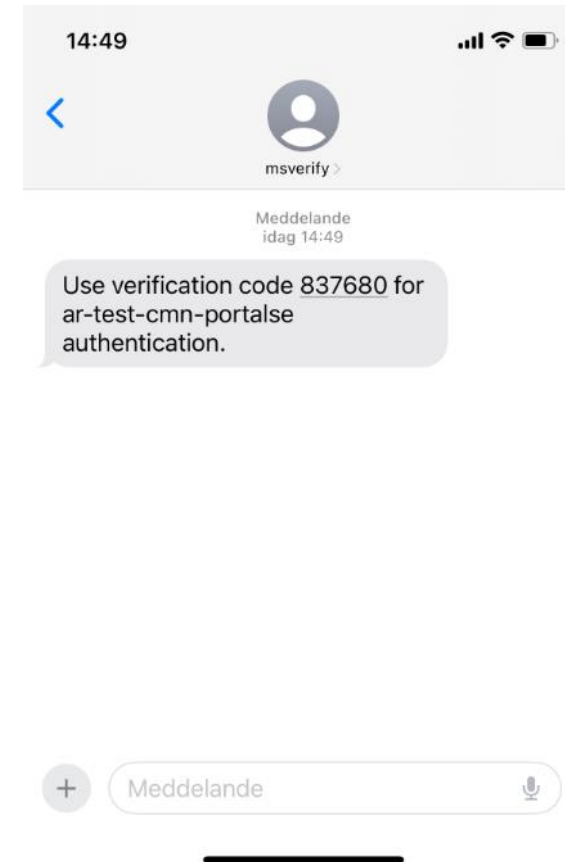 14:49
msverify
Meddelande
idag 14:49
Use verification code 837680 for
ar-test-cmn-portalse
authentication.
Meddelande